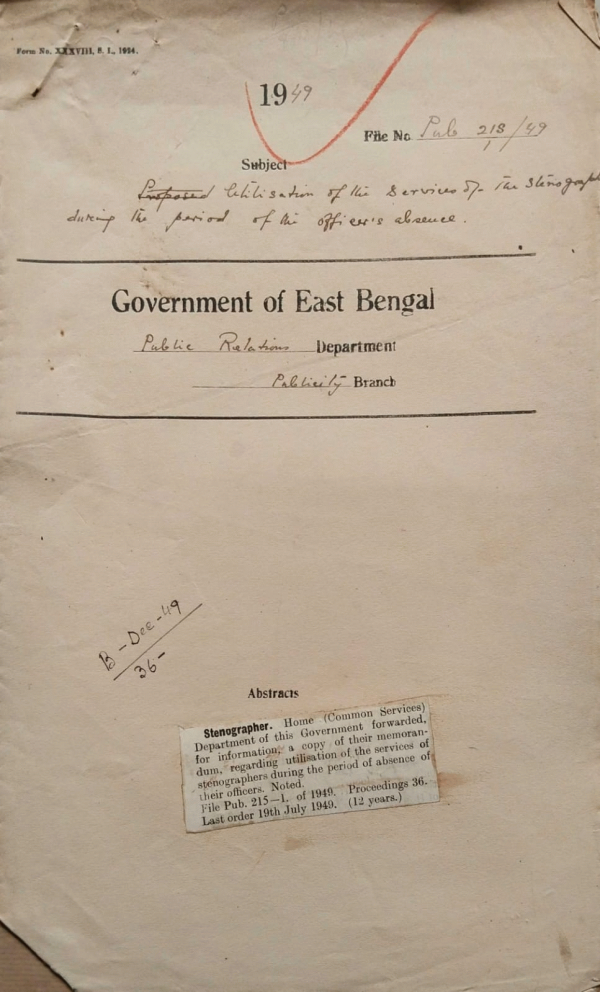 Form No. XXXVIII, S. I., 1934.
1949
File No. Pub 215/49
1
Subject
Proposed Utilisation of the services of the stenograph
during the period of the officer's absence.
Government of East Bengal
Public Relations Department
Publicity Branch
B - Dec - 49
36-
Abstracts
Stenographer. Home (Common Services)
Department of this Government forwarded,
for information, a copy of their memoran-
dum, regarding utilisation of the services of
stenographers during the period of absence of
their officers. Noted.
File Pub. 215—1. of 1949. Proceedings 36.
Last order 19th July 1949. (12 years.)